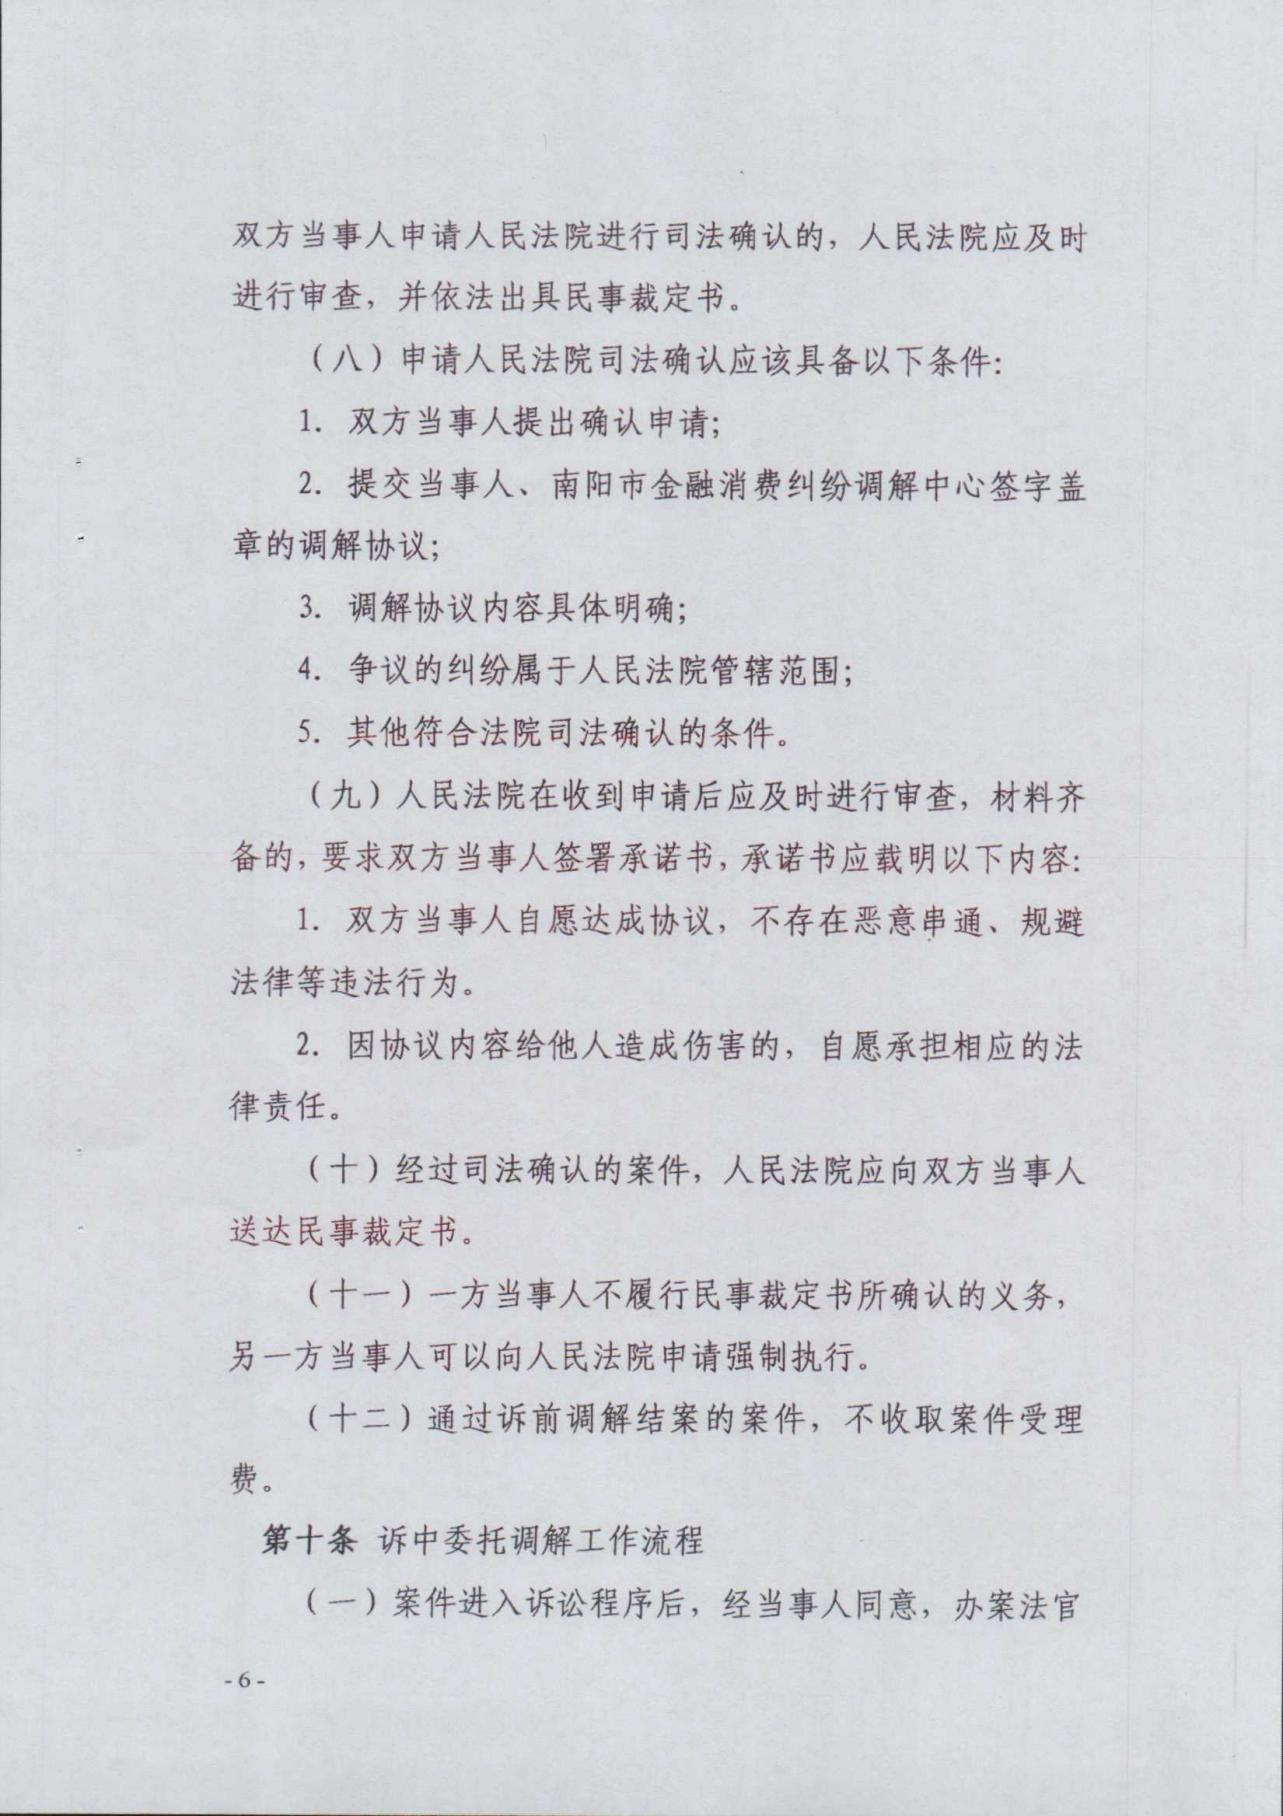 双方当事人申请人民法院进行司法确认的，人民法院应及时
进行审查，并依法出具民事裁定书。
（八）申请人民法院司法确认应该具备以下条件：
1. 双方当事人提出确认申请；
2. 提交当事人、南阳市金融消费纠纷调解中心签字盖
章的调解协议；
3. 调解协议内容具体明确；
4. 争议的纠纷属于人民法院管辖范围；
5. 其他符合法院司法确认的条件。
（九）人民法院在收到申请后应及时进行审查，材料齐
备的，要求双方当事人签署承诺书，承诺书应载明以下内容：
1. 双方当事人自愿达成协议，不存在恶意串通、规避
法律等违法行为。
2. 因协议内容给他人造成伤害的，自愿承担相应的法
律责任。
（十）经过司法确认的案件，人民法院应向双方当事人
送达民事裁定书。
（十一）一方当事人不履行民事裁定书所确认的义务，
另一方当事人可以向人民法院申请强制执行。
（十二）通过诉前调解结案的案件，不收取案件受理
费。
第十条 诉中委托调解工作流程
（一）案件进入诉讼程序后，经当事人同意，办案法官
- 6 -